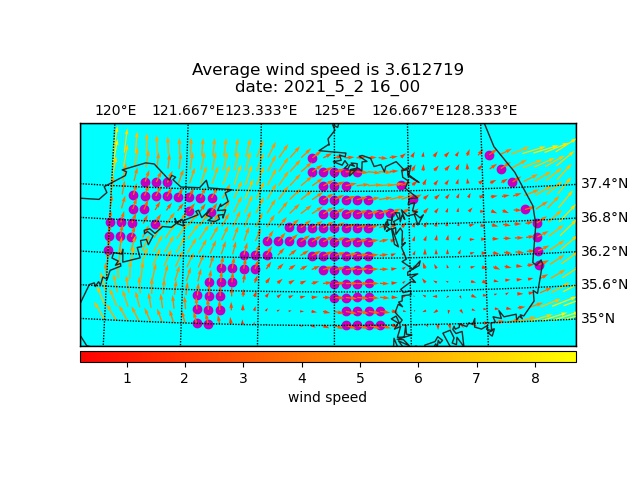 Average wind speed is 3.612719
date: 2021_5_2 16_00
120°E 121.667°E 123.333°E 125°E 126.667°E 128.333°E
37.4°N
36.8°N
36.2°N
35.6°N
35°N
1 2 3 4 5 6 7 8
wind speed